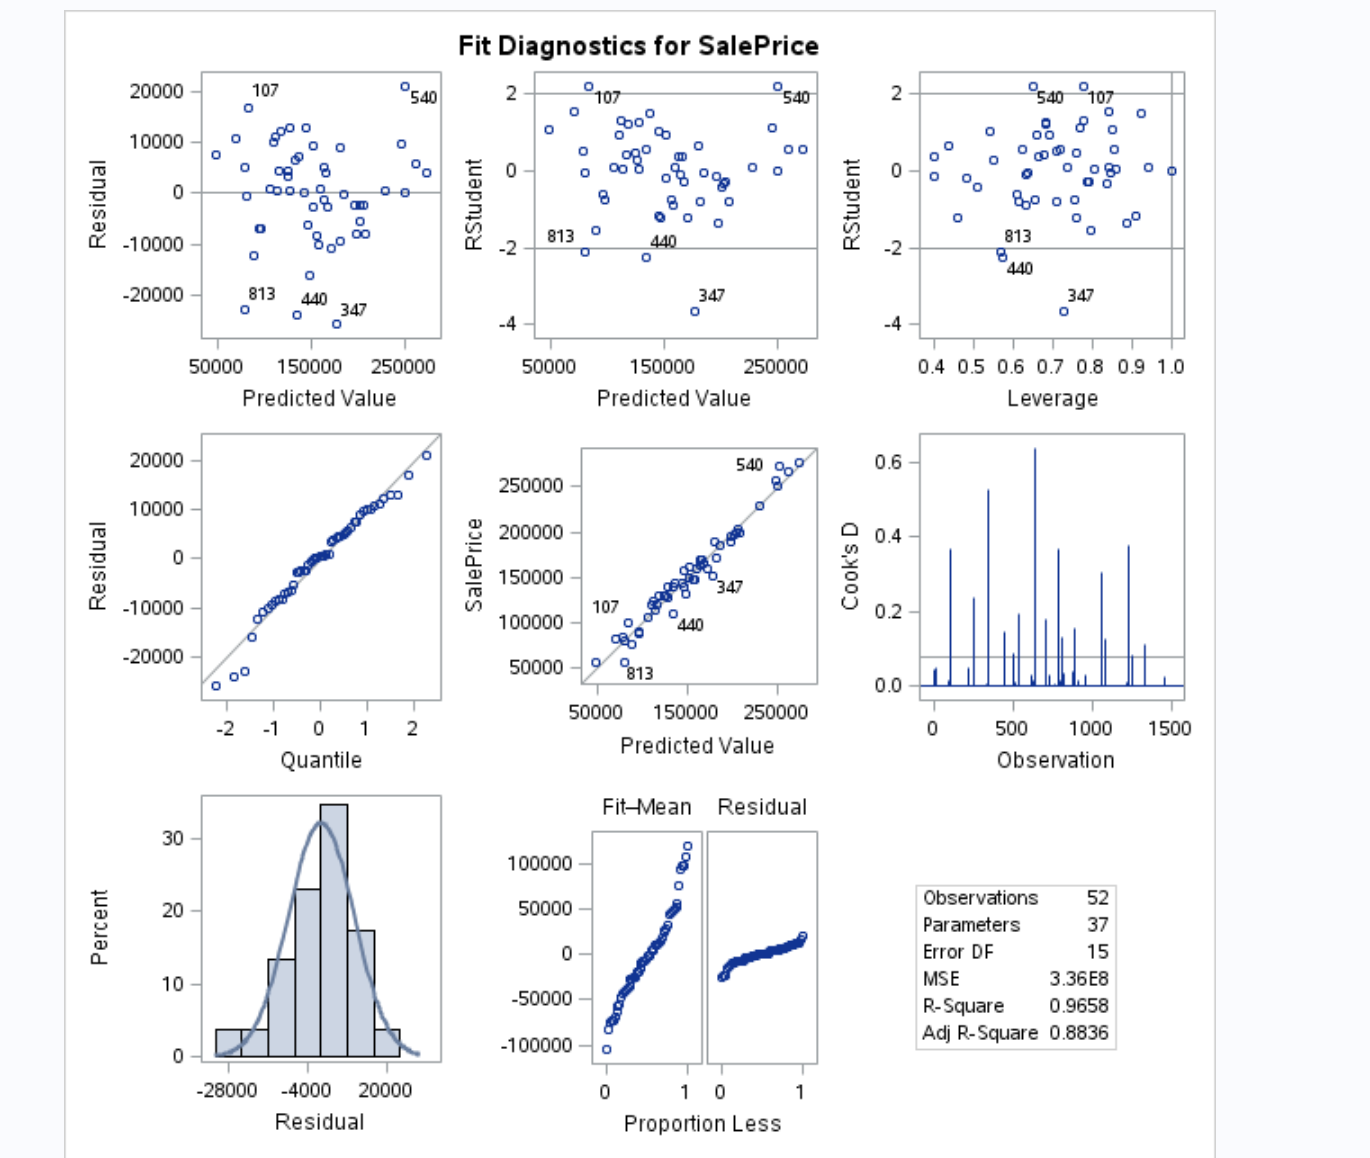 Fit Diagnostics for SalePrice
20000
10000
0
-10000
-20000
Residual
107
540
813
440
347
50000 150000 250000
Predicted Value
2
0
-2
-4
RStudent
107
540
813
440
347
50000 150000 250000
Predicted Value
2
0
-2
-4
RStudent
540
107
813
440
347
0.4 0.5 0.6 0.7 0.8 0.9 1.0
Leverage
20000
10000
0
-10000
-20000
Residual
-2 -1 0 1 2
Quantile
250000
200000
150000
100000
50000
SalePrice
540
347
107
440
813
50000 150000 250000
Predicted Value
0.6
0.4
0.2
0.0
Cook's D
0 500 1000 1500
Observation
30
20
10
0
Percent
-28000 -4000 20000
Residual
Fit–Mean Residual
100000
50000
0
-50000
-100000
0 1 0 1
Proportion Less
Observations 52
Parameters 37
Error DF 15
MSE 3.36E8
R-Square 0.9658
Adj R-Square 0.8836